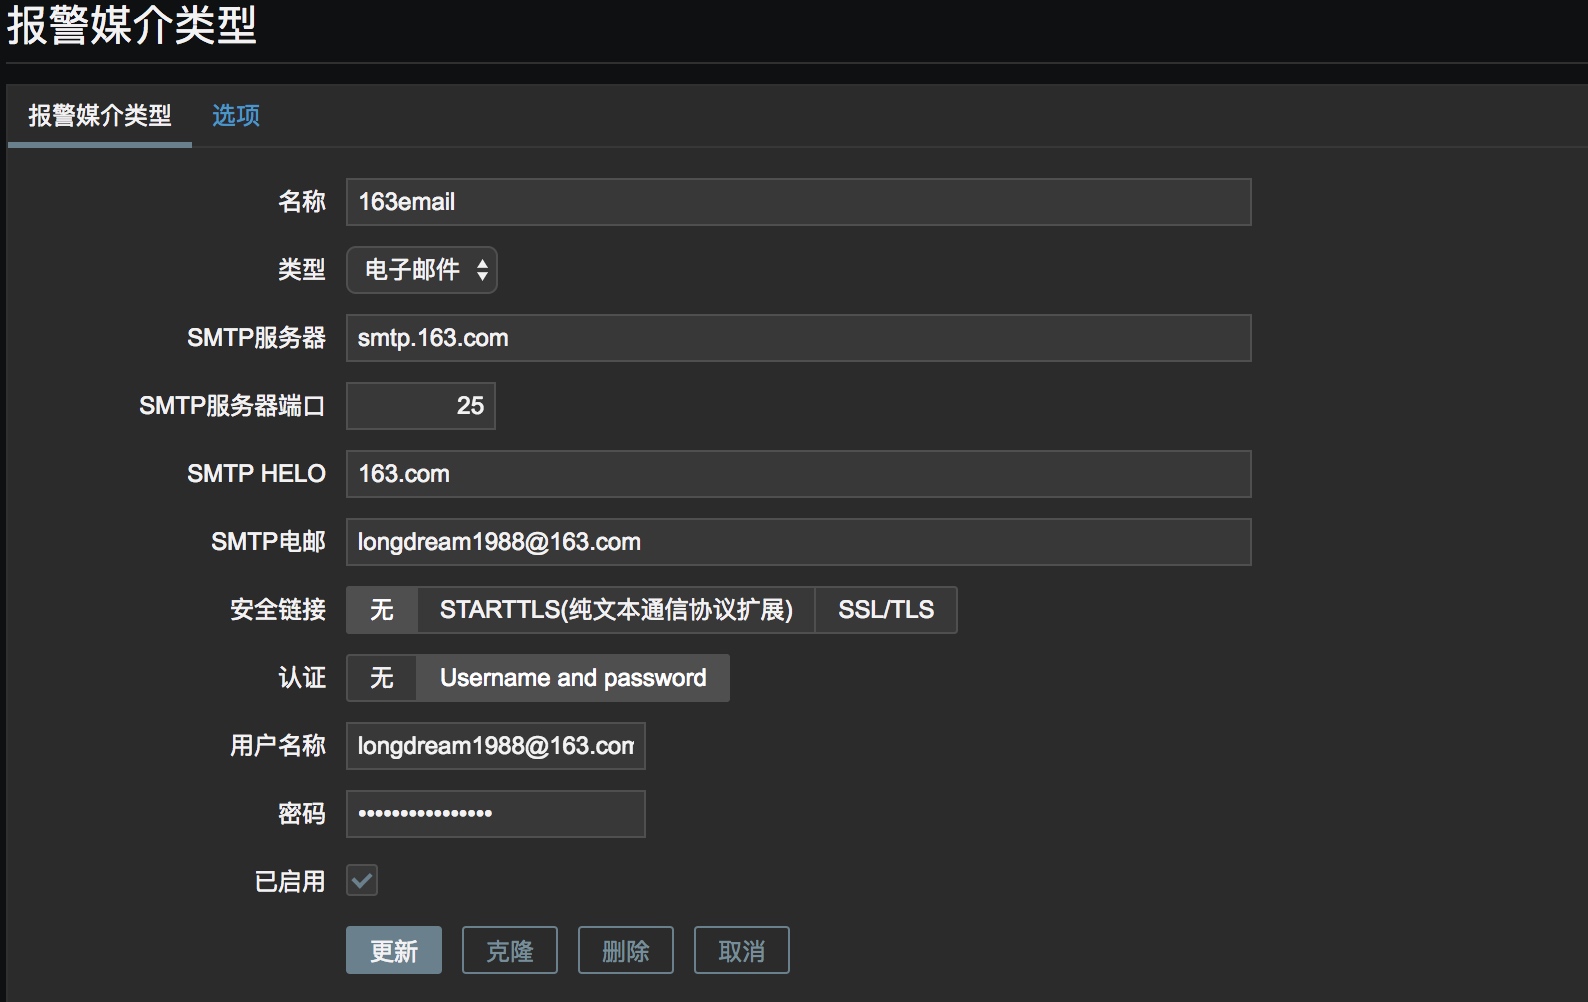 报警媒介类型
报警媒介类型 选项
名称 163email
类型 电子邮件
SMTP服务器 smtp.163.com
SMTP服务器端口 25
SMTP HELO 163.com
SMTP电邮 longdream1988@163.com
安全链接 无 STARTTLS(纯文本通信协议扩展) SSL/TLS
认证 无 Username and password
用户名称 longdream1988@163.com
密码 ••••••••••••••••
已启用
更新 克隆 删除 取消